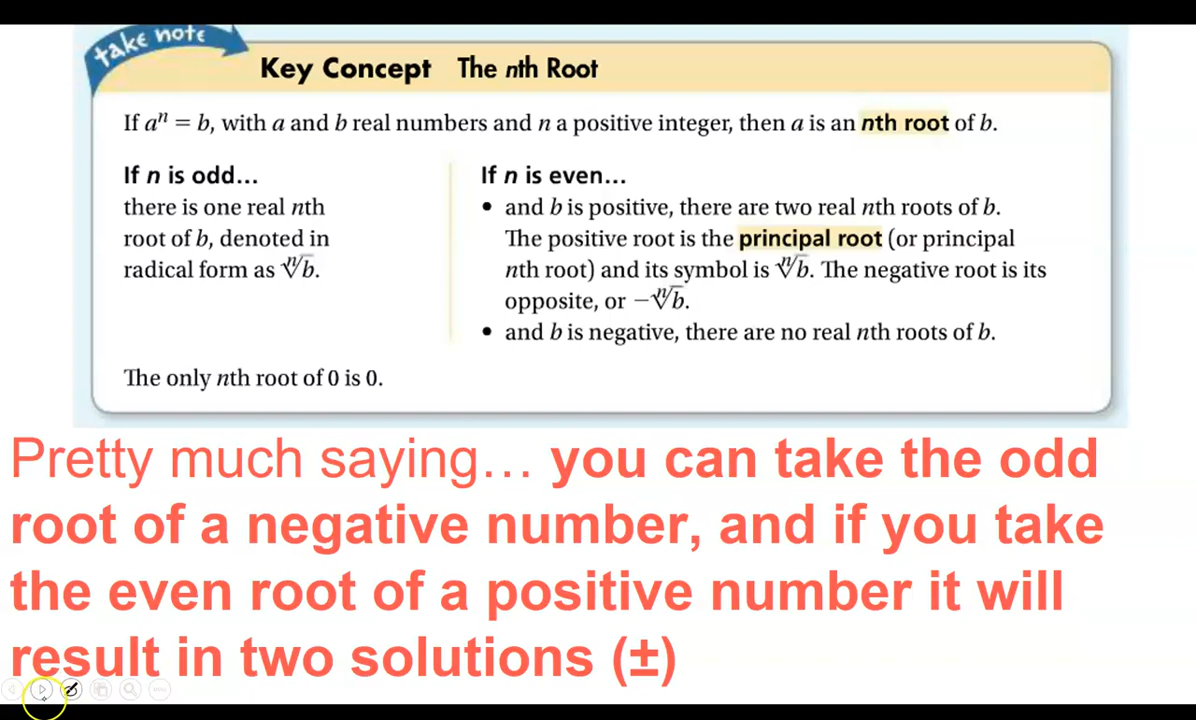 take note
Key Concept The nth Root
If aⁿ = b, with a and b real numbers and n a positive integer, then a is an nth root of b.
If n is odd…
there is one real nth
root of b, denoted in
radical form as ⁿ√b.
If n is even…
• and b is positive, there are two real nth roots of b.
The positive root is the principal root (or principal
nth root) and its symbol is ⁿ√b. The negative root is its
opposite, or −ⁿ√b.
• and b is negative, there are no real nth roots of b.
The only nth root of 0 is 0.
Pretty much saying… you can take the odd
root of a negative number, and if you take
the even root of a positive number it will
result in two solutions (±)